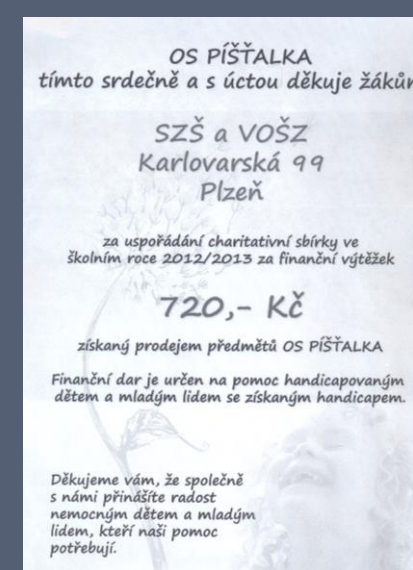 OS PÍŠŤALKA
tímto srdečně a s úctou děkuje žákům
SZŠ a VOŠZ
Karlovarská 99
Plzeň
za uspořádání charitativní sbírky ve
školním roce 2012/2013 za finanční výtěžek
720,- Kč
získaný prodejem předmětů OS PÍŠŤALKA
Finanční dar je určen na pomoc handicapovaným
dětem a mladým lidem se získaným handicapem.
Děkujeme vám, že společně
s námi přinášíte radost
nemocným dětem a mladým
lidem, kteří naši pomoc
potřebují.